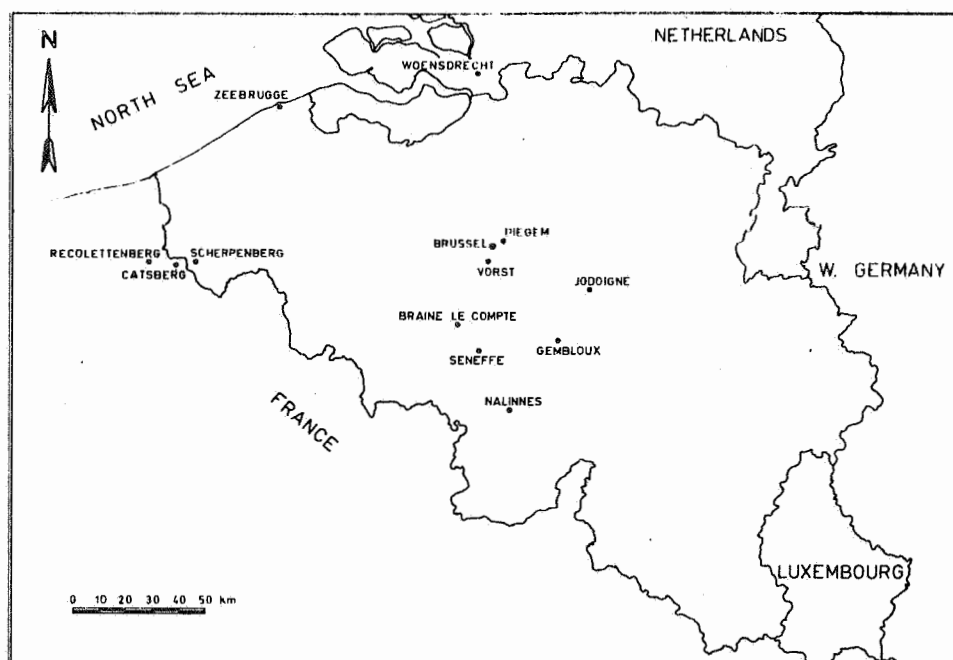 N
NETHERLANDS
WOENSDRECHT
NORTH SEA
ZEEBRUGGE
DIEGEM
BRUSSEL
RECOLETTENBERG
SCHERPENBERG
CATSBERG
VORST
W. GERMANY
JODOIGNE
BRAINE LE COMPTE
GEMBLOUX
SENEFFE
NALINNES
FRANCE
LUXEMBOURG
0 10 20 30 40 50 km